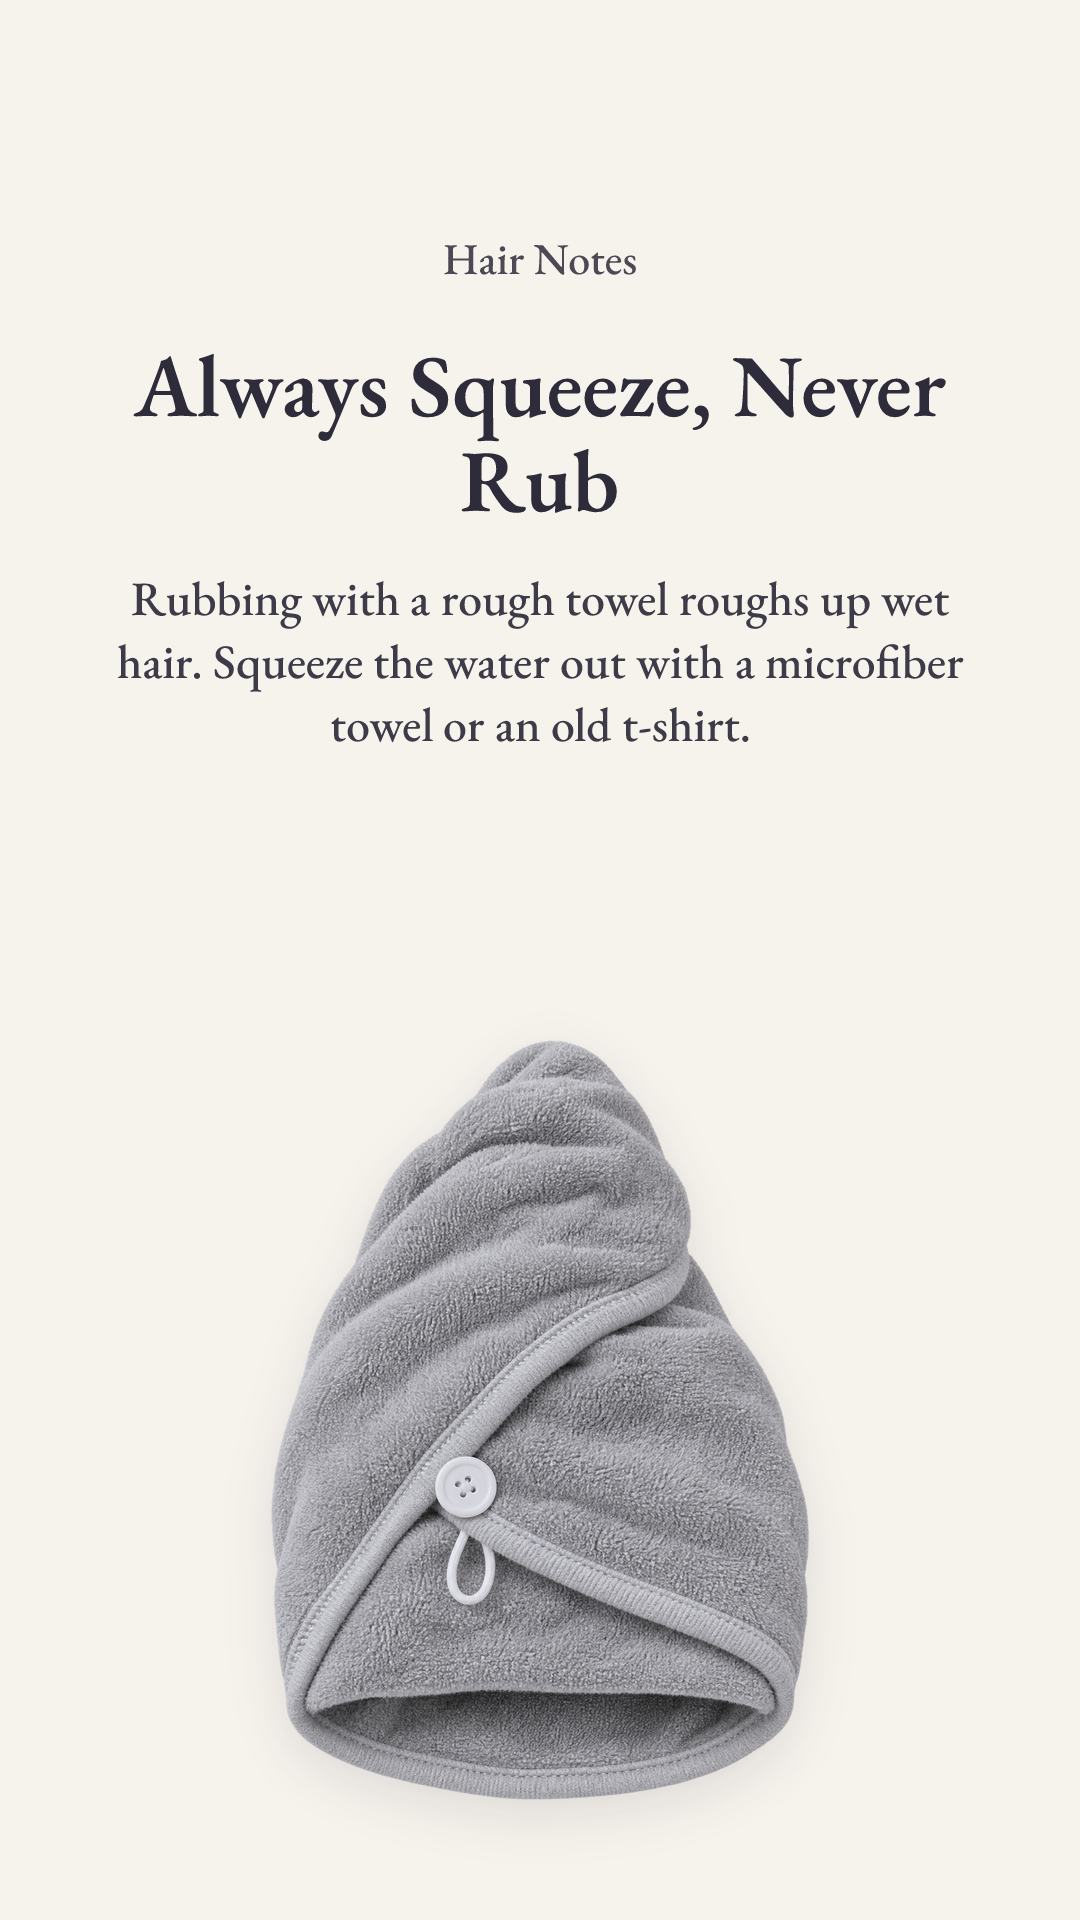 Hair Notes
Always Squeeze, Never
Rub
Rubbing with a rough towel roughs up wet
hair. Squeeze the water out with a microfiber
towel or an old t-shirt.